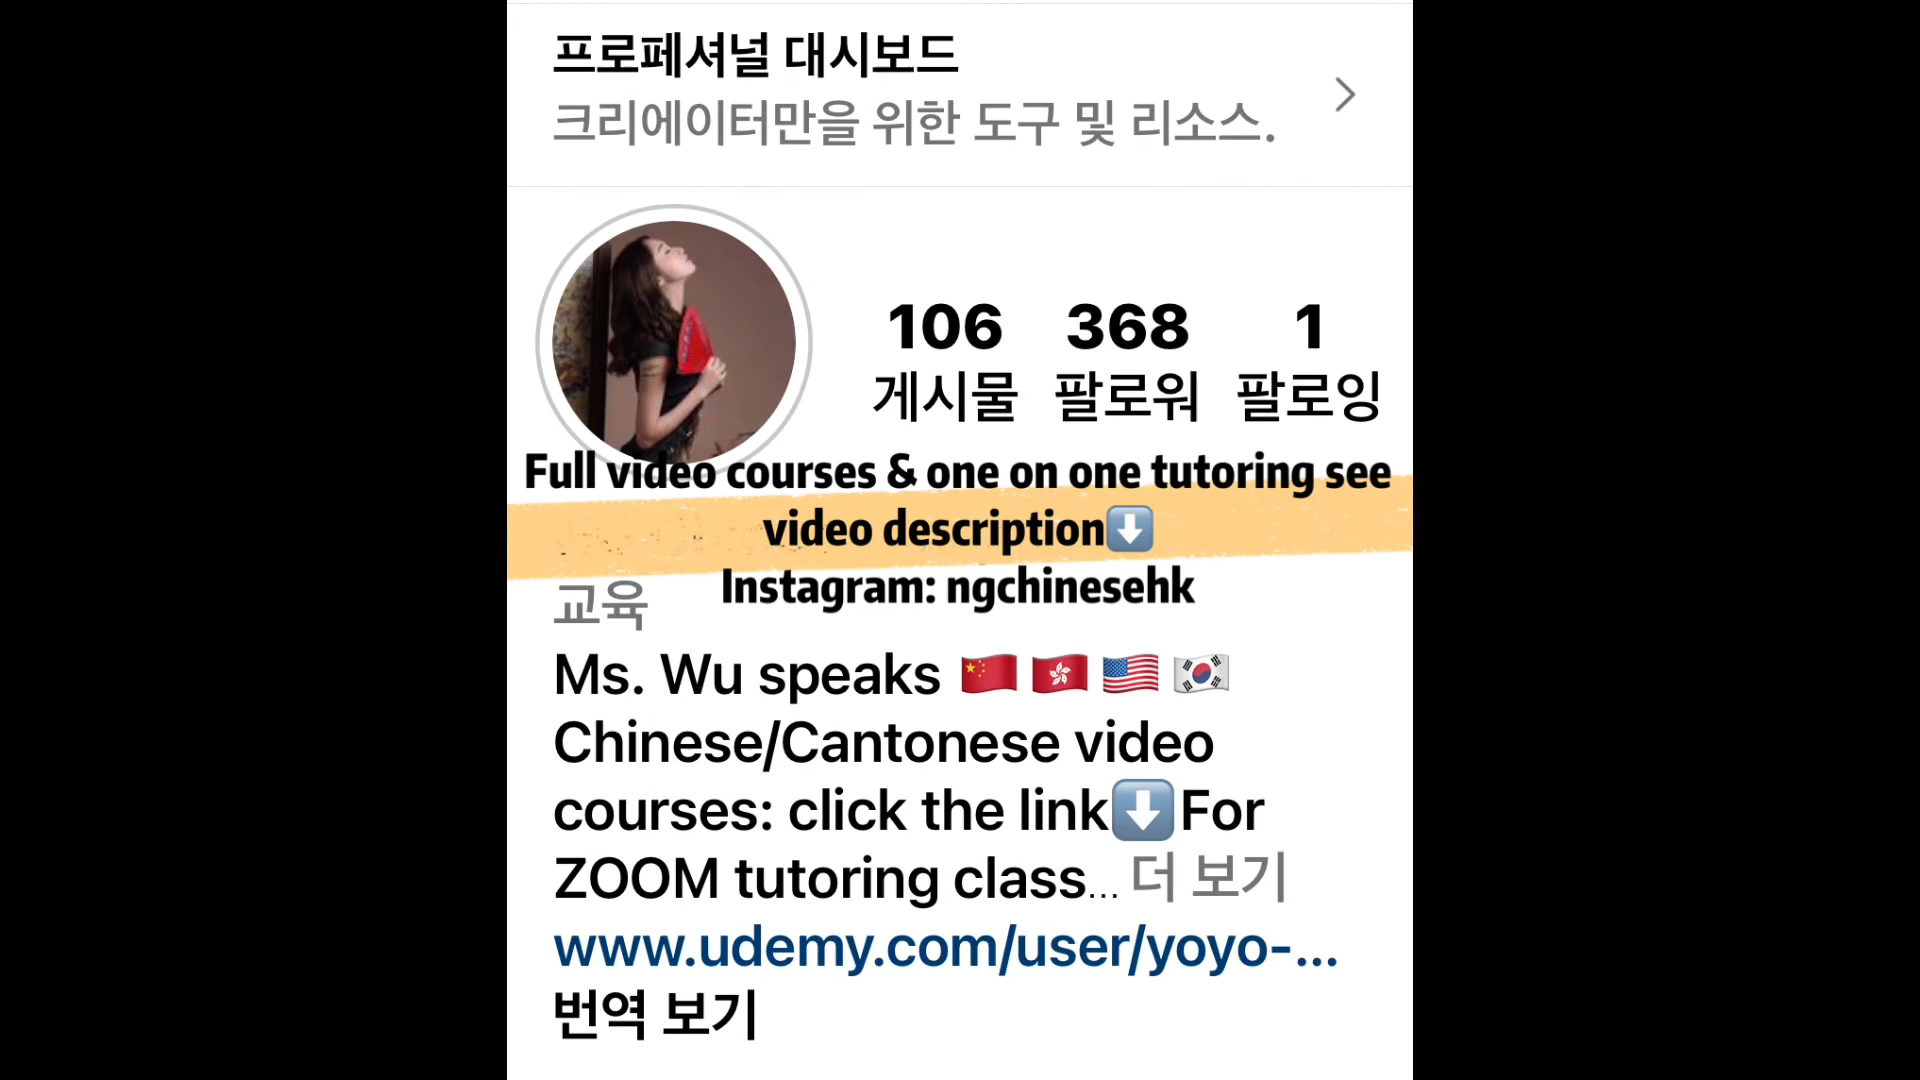 프로페셔널 대시보드
크리에이터만을 위한 도구 및 리소스.
106 368 1
게시물 팔로워 팔로잉
Full video courses & one on one tutoring see
video description⬇️
Instagram: ngchinesehk
교육
Ms. Wu speaks 🇨🇳 🇭🇰 🇺🇸 🇰🇷
Chinese/Cantonese video
courses: click the link⬇️For
ZOOM tutoring class... 더 보기
www.udemy.com/user/yoyo-...
번역 보기